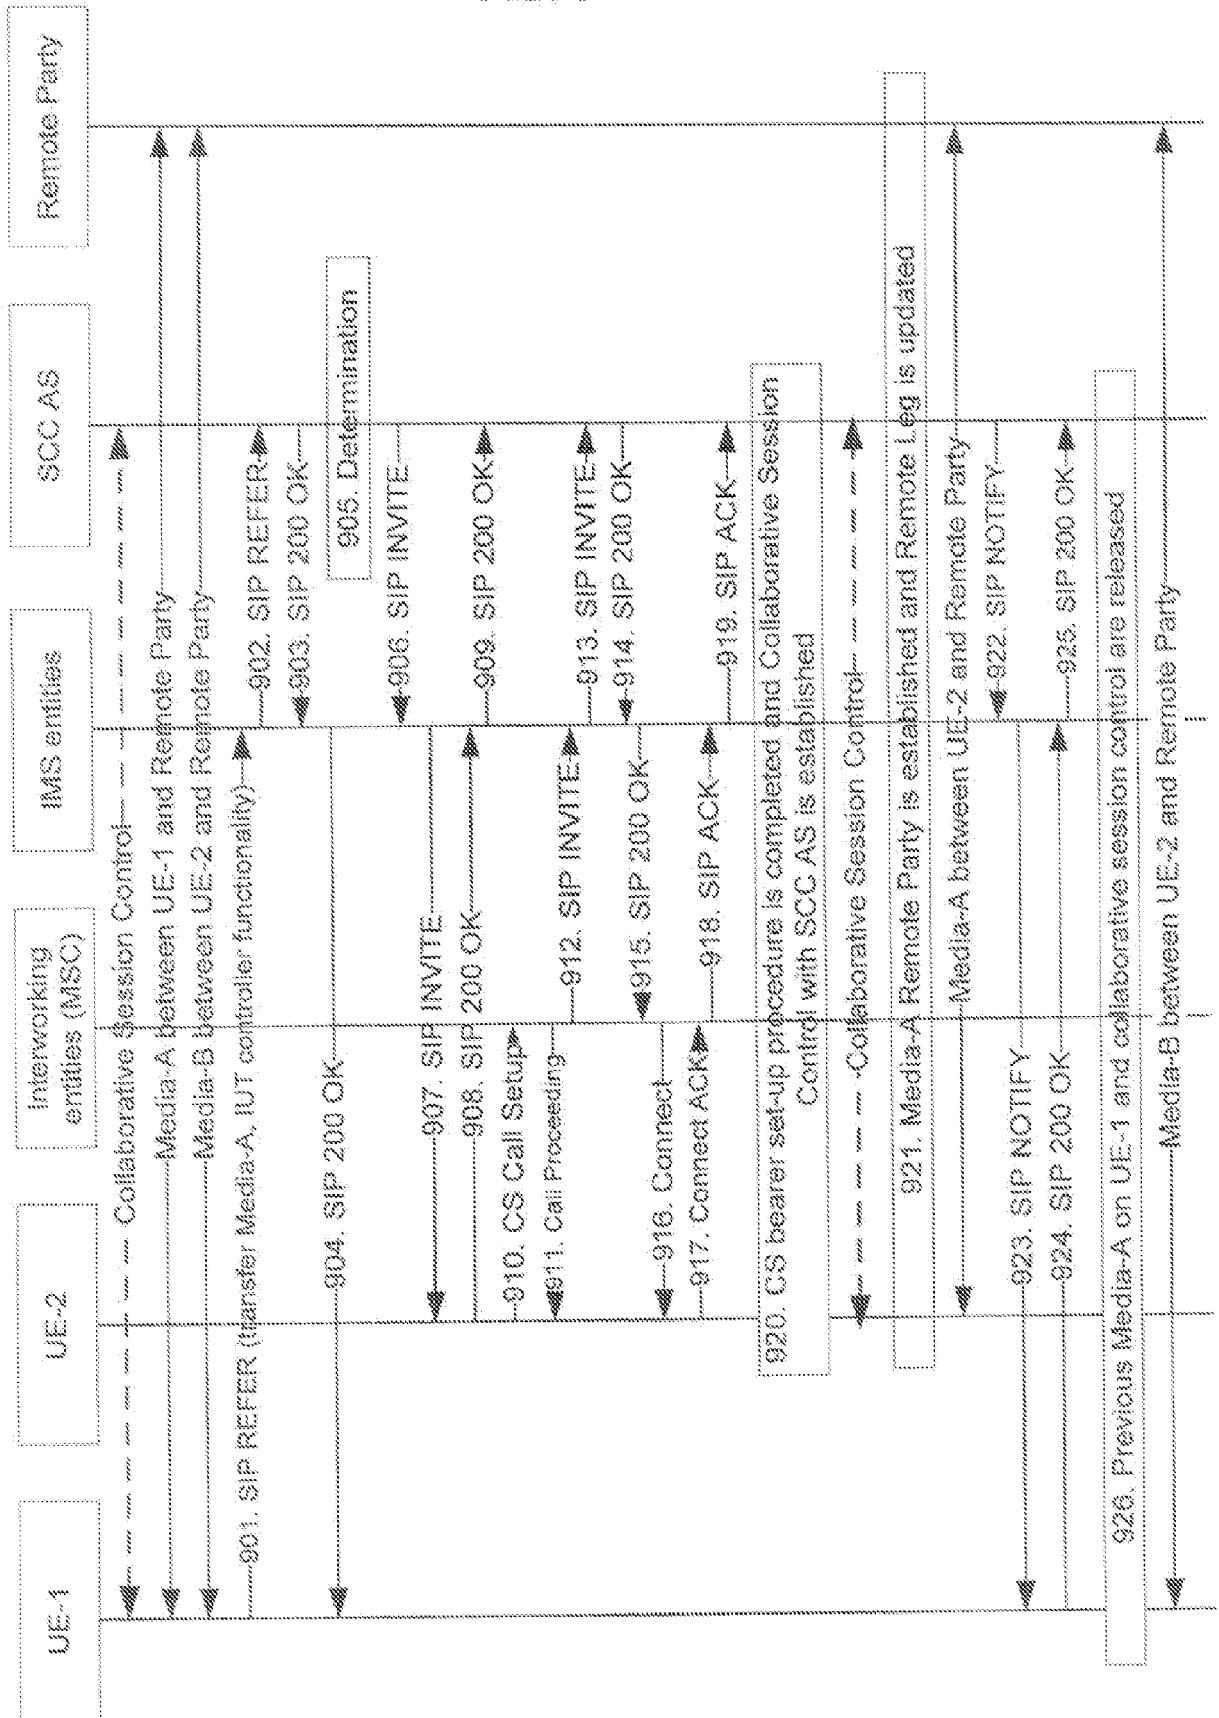 UE-1
UE-2
Interworking
entities (MSC)
IMS entities
SCC AS
Remote Party
Collaborative Session Control
Media-A between UE-1 and Remote Party
Media-B between UE-2 and Remote Party
901. SIP REFER (transfer Media-A, IUT controller functionality)
902. SIP REFER
903. SIP 200 OK
904. SIP 200 OK
905. Determination
906. SIP INVITE
907. SIP INVITE
908. SIP 200 OK
909. SIP 200 OK
910. CS Call Setup
911. Call Proceeding
912. SIP INVITE
913. SIP INVITE
914. SIP 200 OK
915. SIP 200 OK
916. Connect
917. Connect ACK
918. SIP ACK
919. SIP ACK
920. CS bearer set-up procedure is completed and Collaborative Session
Control with SCC AS is established
Collaborative Session Control
921. Media-A Remote Party is established and Remote Leg is updated
Media-A between UE-2 and Remote Party
922. SIP NOTIFY
923. SIP NOTIFY
924. SIP 200 OK
925. SIP 200 OK
926. Previous Media-A on UE-1 and collaborative session control are released
Media-B between UE-2 and Remote Party